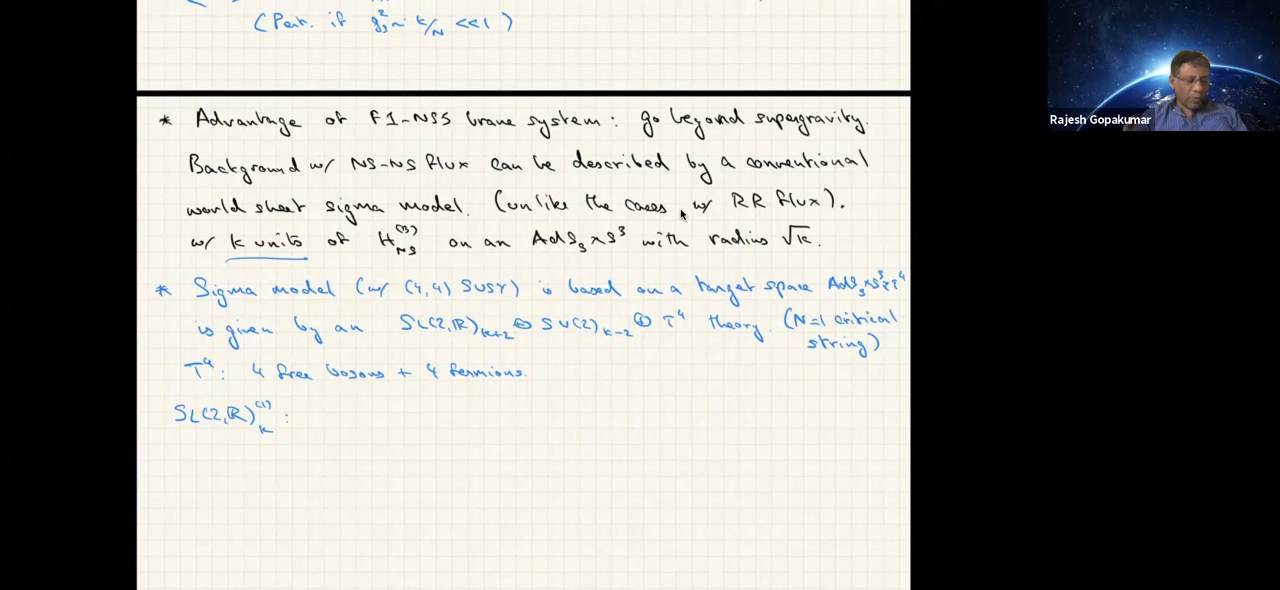 (Pert. if g_s^2 ~ k/N <<1)
* Advantage of F1-NS5 brane system: go beyond supergravity.
Background w/ NS-NS flux can be described by a conventional
world sheet sigma model. (unlike the cases w/ RR flux).
w/ k units of H_NS^(3) on an AdS_3 x S^3 with radius √k.
* Sigma model (w/ (4,4) SUSY) is based on a target space AdS_3 x S^3 x T^4
is given by an SL(2,R)_k+2 ⊕ SU(2)_k-2 ⊕ T^4 theory. (N=1 critical
string)
T^4: 4 free bosons + 4 fermions.
SL(2,R)_k^(1) :
Rajesh Gopakumar